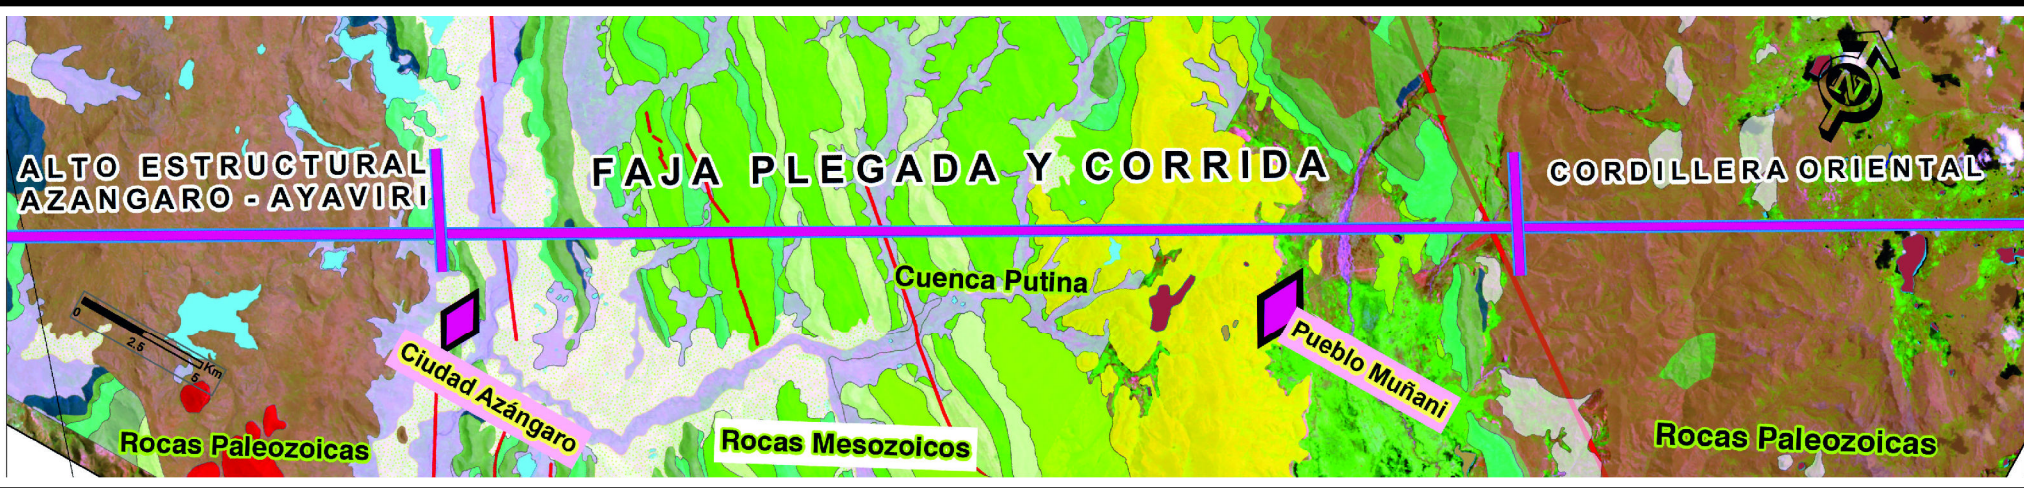 N
ALTO ESTRUCTURAL
AZANGARO - AYAVIRI
FAJA PLEGADA Y CORRIDA
CORDILLERA ORIENTAL
Cuenca Putina
0
2.5
5
Km
Ciudad Azángaro
Pueblo Muñani
Rocas Paleozoicas
Rocas Mesozoicos
Rocas Paleozoicas